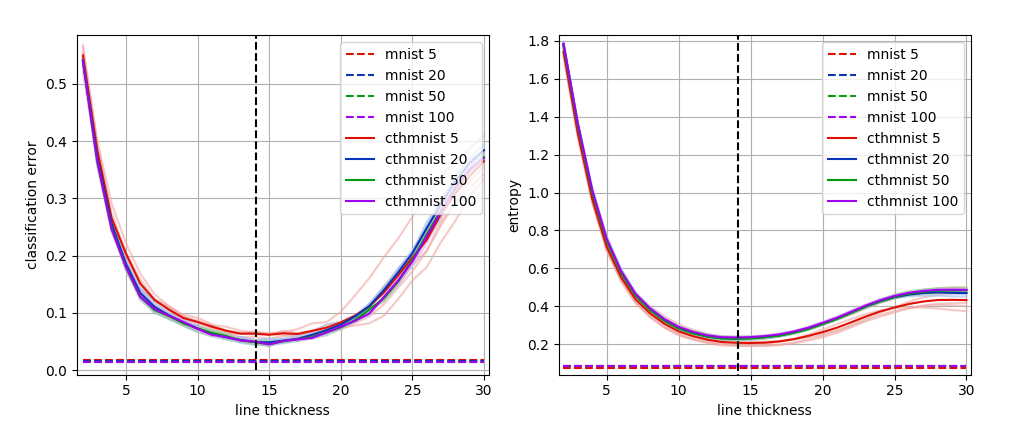 classification error
0.5
0.4
0.3
0.2
0.1
0.0
5
10
15
20
25
30
line thickness
mnist 5
mnist 20
mnist 50
mnist 100
cthmnist 5
cthmnist 20
cthmnist 50
cthmnist 100
entropy
1.8
1.6
1.4
1.2
1.0
0.8
0.6
0.4
0.2
5
10
15
20
25
30
line thickness
mnist 5
mnist 20
mnist 50
mnist 100
cthmnist 5
cthmnist 20
cthmnist 50
cthmnist 100